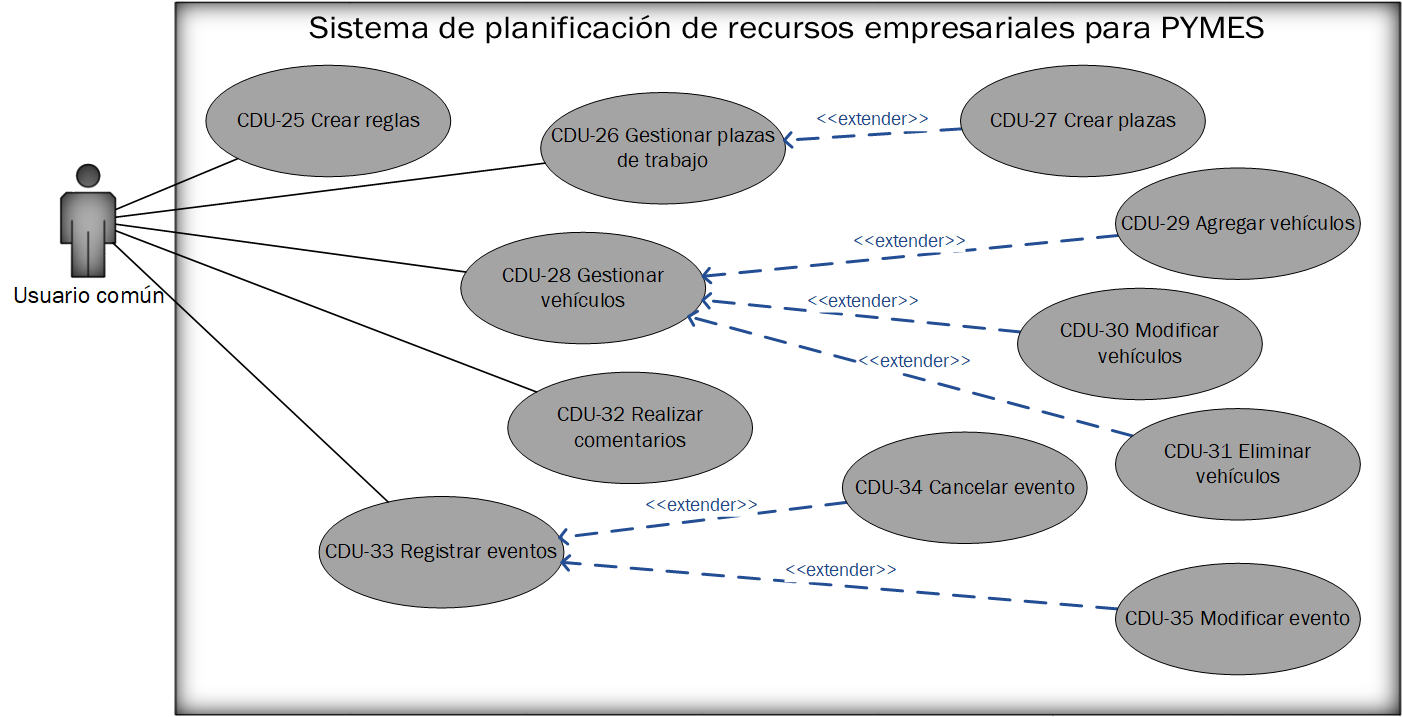 Sistema de planificación de recursos empresariales para PYMES
CDU-25 Crear reglas
CDU-26 Gestionar plazas
de trabajo
<<extender>>
CDU-27 Crear plazas
Usuario común
CDU-28 Gestionar
vehículos
<<extender>>
CDU-29 Agregar vehículos
<<extender>>
CDU-30 Modificar
vehículos
<<extender>>
CDU-31 Eliminar
vehículos
CDU-32 Realizar
comentarios
CDU-33 Registrar eventos
<<extender>>
CDU-34 Cancelar evento
<<extender>>
CDU-35 Modificar evento